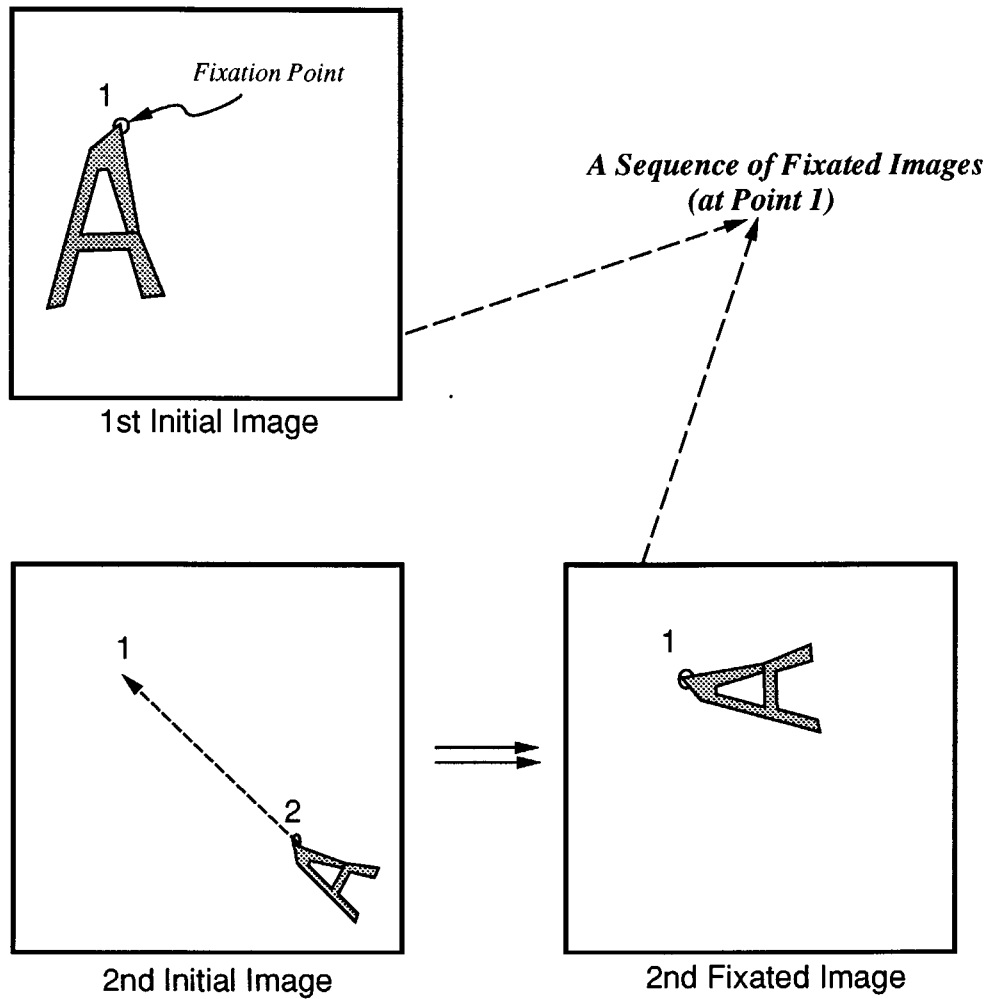 Fixation Point
1
A Sequence of Fixated Images
(at Point 1)
A
1st Initial Image
1
2
A
2nd Initial Image
1
A
2nd Fixated Image